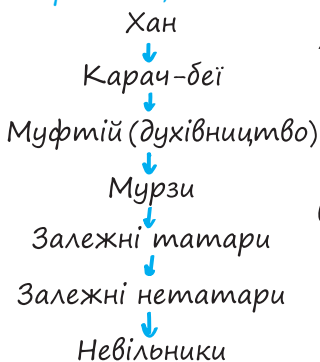 Хан
Карач-беї
Муфтій (духівництво)
Мурзи
Залежні татари
Залежні нетатари
Невільники